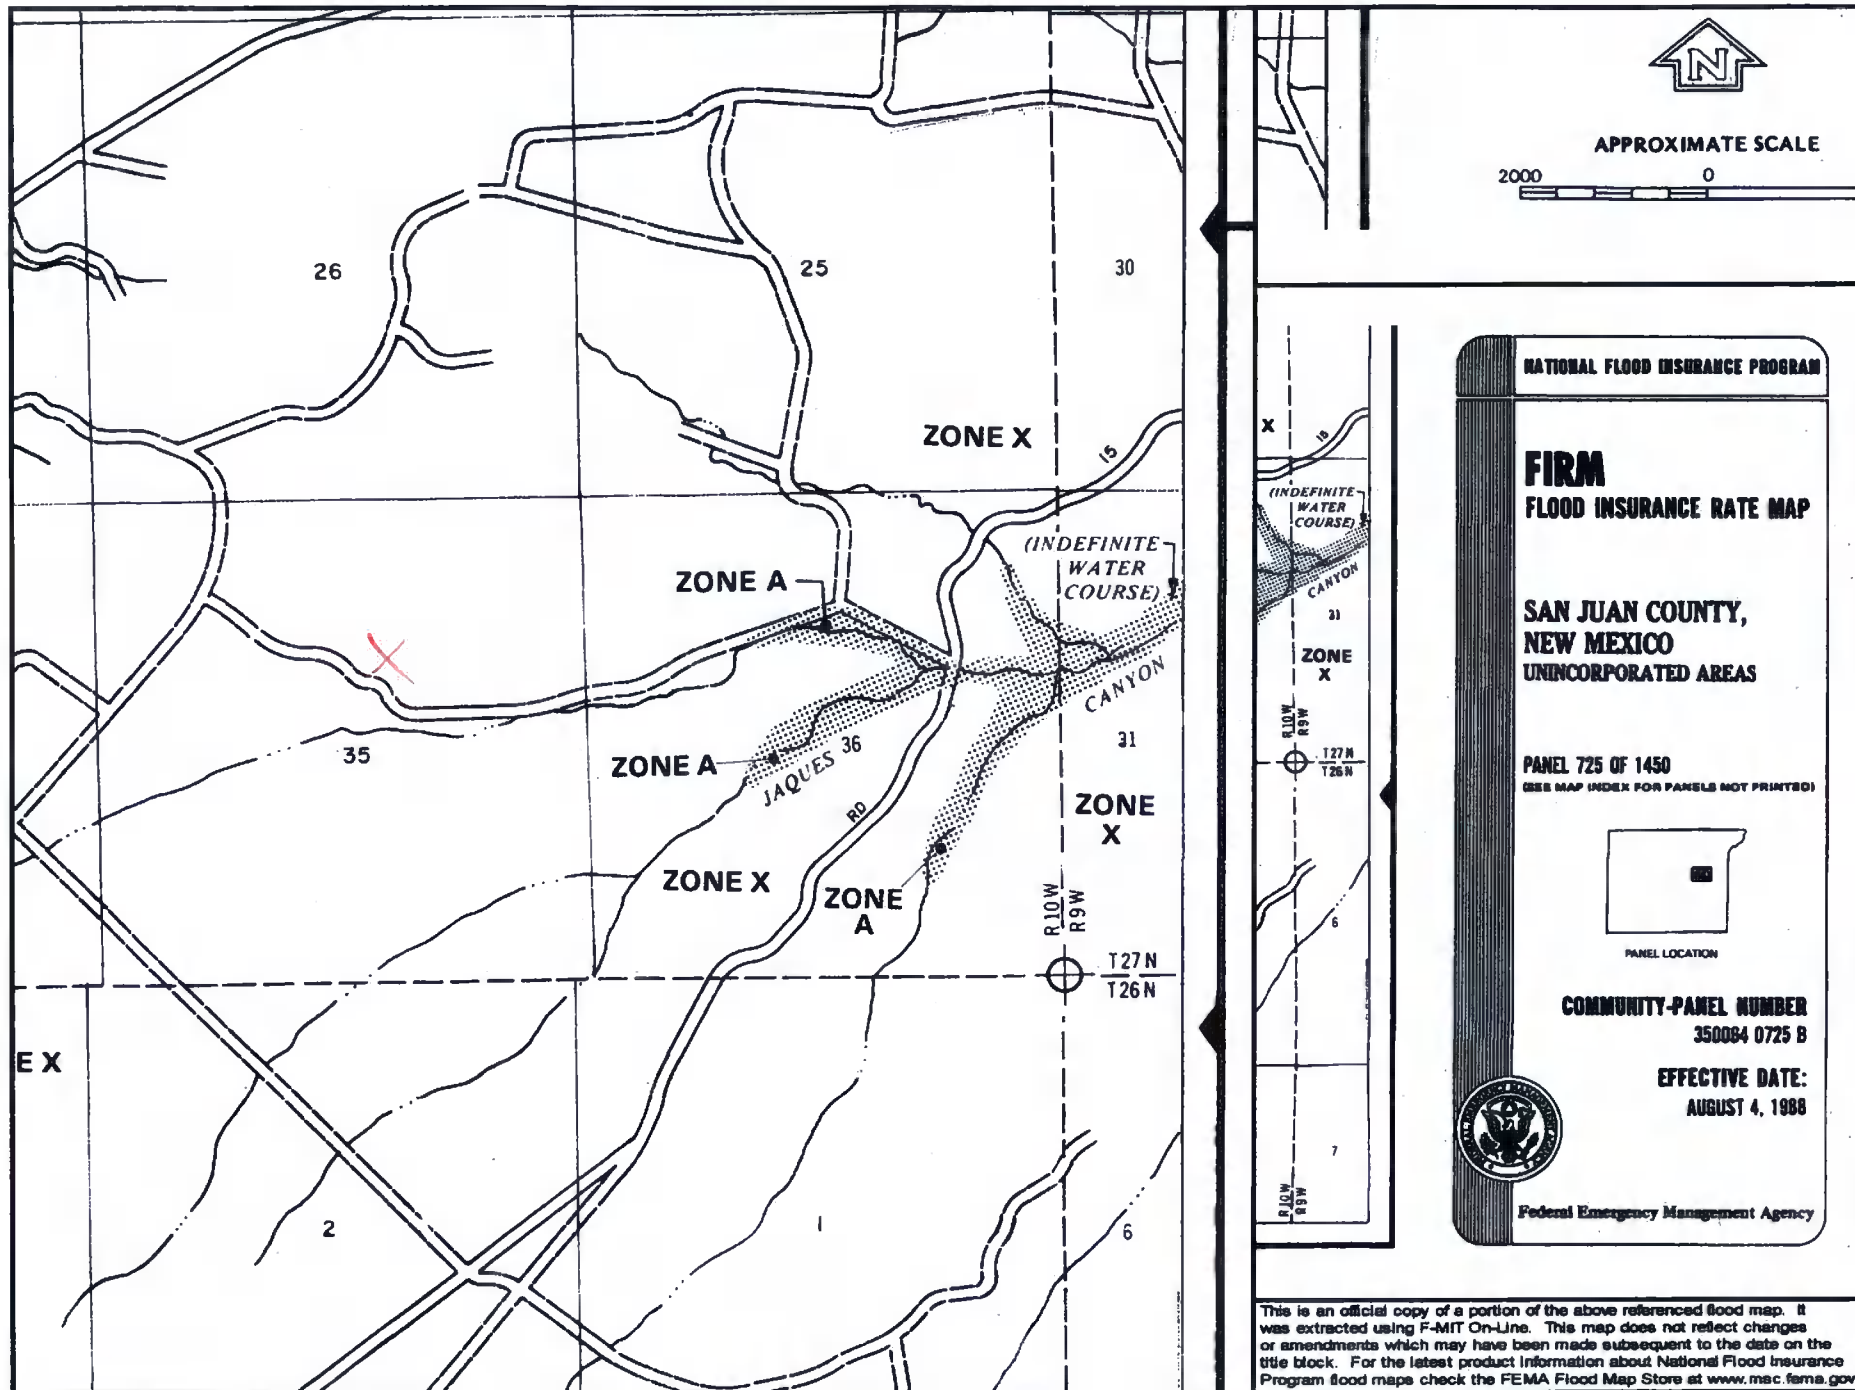 N
APPROXIMATE SCALE
2000 0
26
25
30
ZONE X
15
(INDEFINITE
WATER
COURSE)
ZONE A
CANYON
35
ZONE A
JAQUES
36
31
RD
ZONE
X
ZONE X
ZONE
A
R10W
R9W
T27N
T26N
E X
2
1
6
X
15
(INDEFINITE
WATER
COURSE)
CANYON
31
ZONE
X
R10W
R9W
T27N
T26N
6
7
R10W
R9W
NATIONAL FLOOD INSURANCE PROGRAM
FIRM
FLOOD INSURANCE RATE MAP
SAN JUAN COUNTY,
NEW MEXICO
UNINCORPORATED AREAS
PANEL 725 OF 1450
(SEE MAP INDEX FOR PANELS NOT PRINTED)
PANEL LOCATION
COMMUNITY-PANEL NUMBER
350064 0725 B
EFFECTIVE DATE:
AUGUST 4, 1988
Federal Emergency Management Agency
This is an official copy of a portion of the above referenced flood map. It
was extracted using F-MIT On-Line. This map does not reflect changes
or amendments which may have been made subsequent to the date on the
title block. For the latest product information about National Flood Insurance
Program flood maps check the FEMA Flood Map Store at www.msc.fema.gov